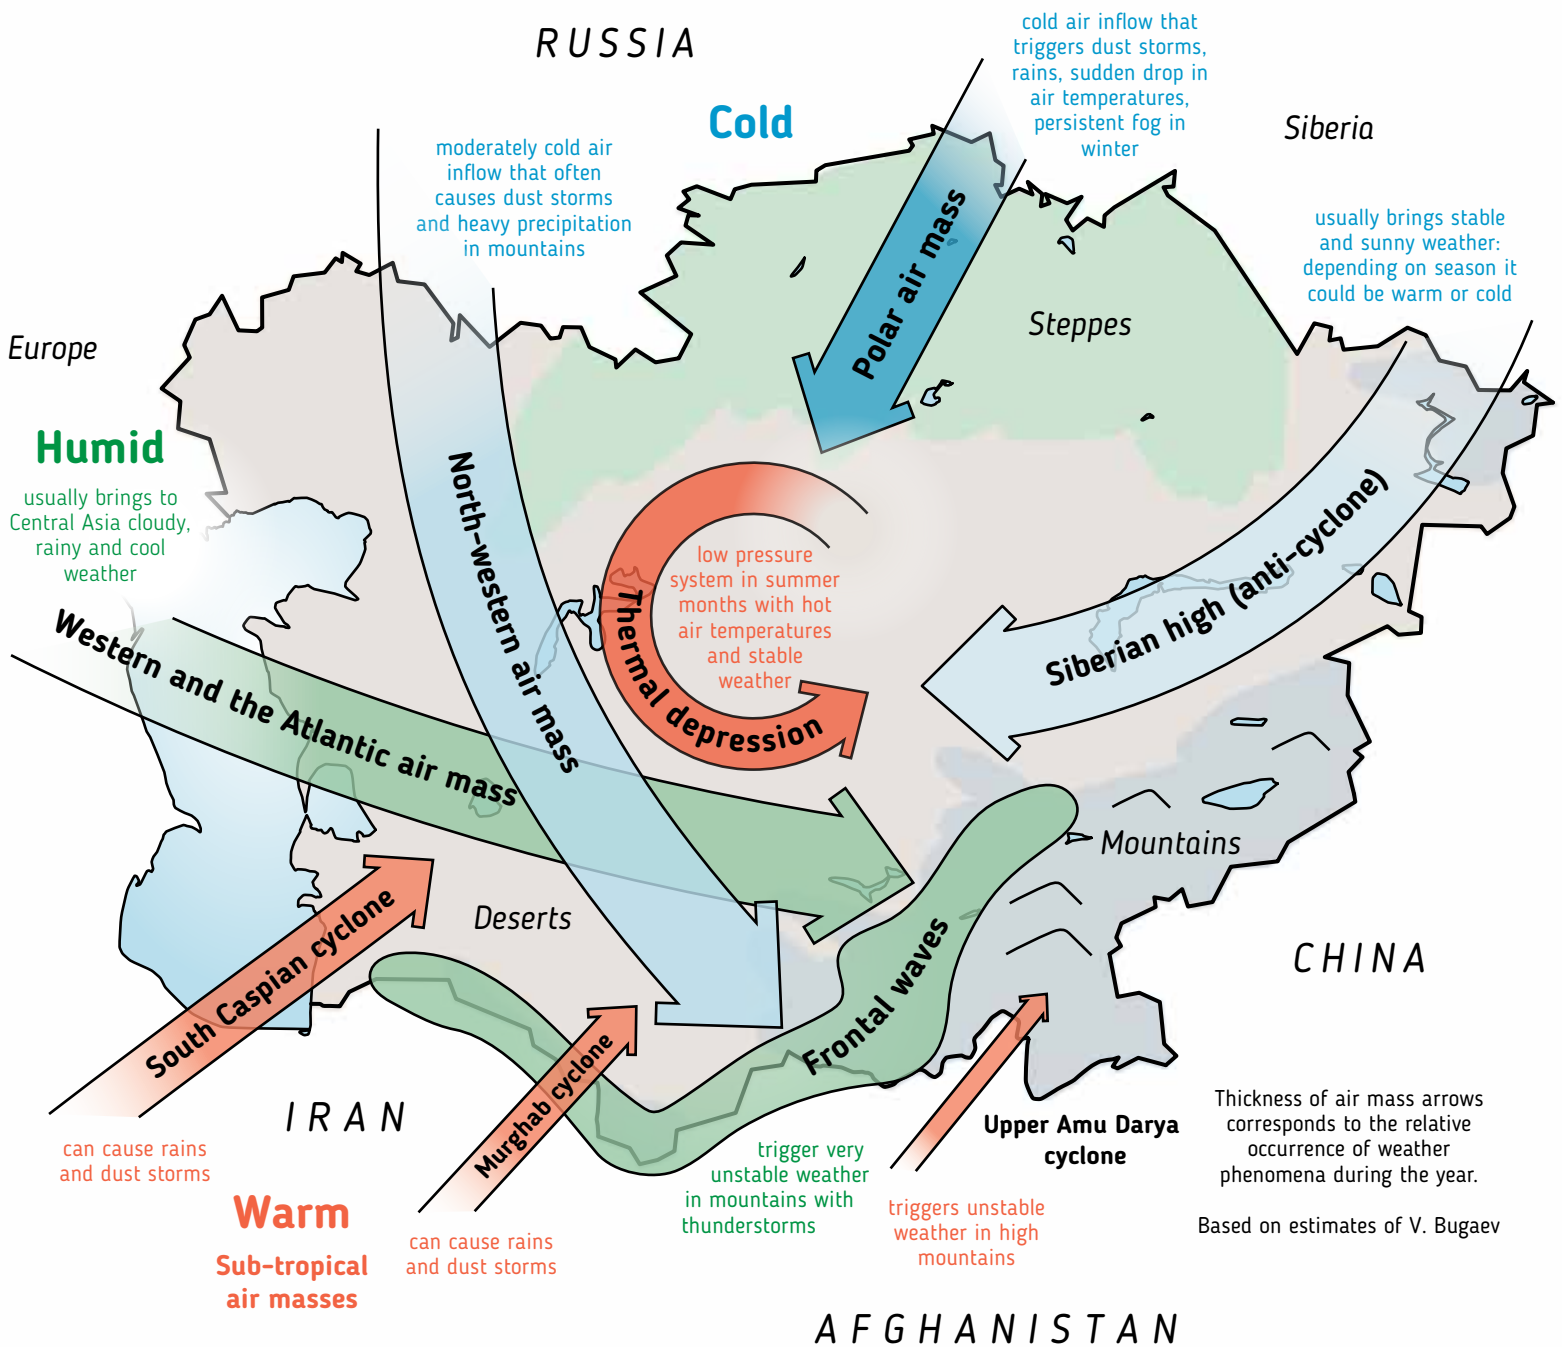 RUSSIA
cold air inflow that
triggers dust storms,
rains, sudden drop in
air temperatures,
persistent fog in
winter
Cold
Siberia
moderately cold air
inflow that often
causes dust storms
and heavy precipitation
in mountains
Polar air mass
usually brings stable
and sunny weather:
depending on season it
could be warm or cold
Steppes
Europe
Humid
usually brings to
Central Asia cloudy,
rainy and cool
weather
North-western air mass
low pressure
system in summer
months with hot
air temperatures
and stable
weather
Thermal depression
Siberian high (anti-cyclone)
Western and the Atlantic air mass
Mountains
Deserts
South Caspian cyclone
Frontal waves
CHINA
Murghab cyclone
IRAN
Upper Amu Darya
cyclone
Thickness of air mass arrows
corresponds to the relative
occurrence of weather
phenomena during the year.
Based on estimates of V. Bugaev
can cause rains
and dust storms
trigger very
unstable weather
in mountains with
thunderstorms
triggers unstable
weather in high
mountains
Warm
Sub-tropical
air masses
can cause rains
and dust storms
AFGHANISTAN